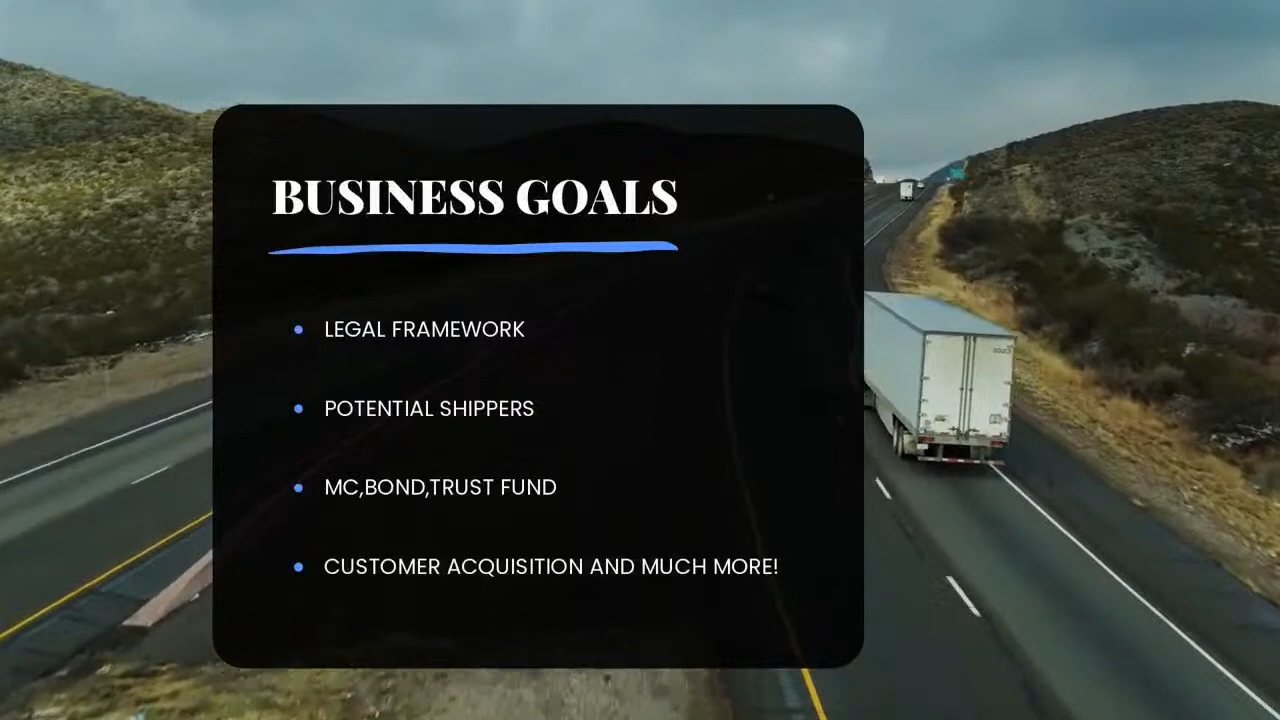 BUSINESS GOALS
LEGAL FRAMEWORK
POTENTIAL SHIPPERS
MC,BOND,TRUST FUND
CUSTOMER ACQUISITION AND MUCH MORE!